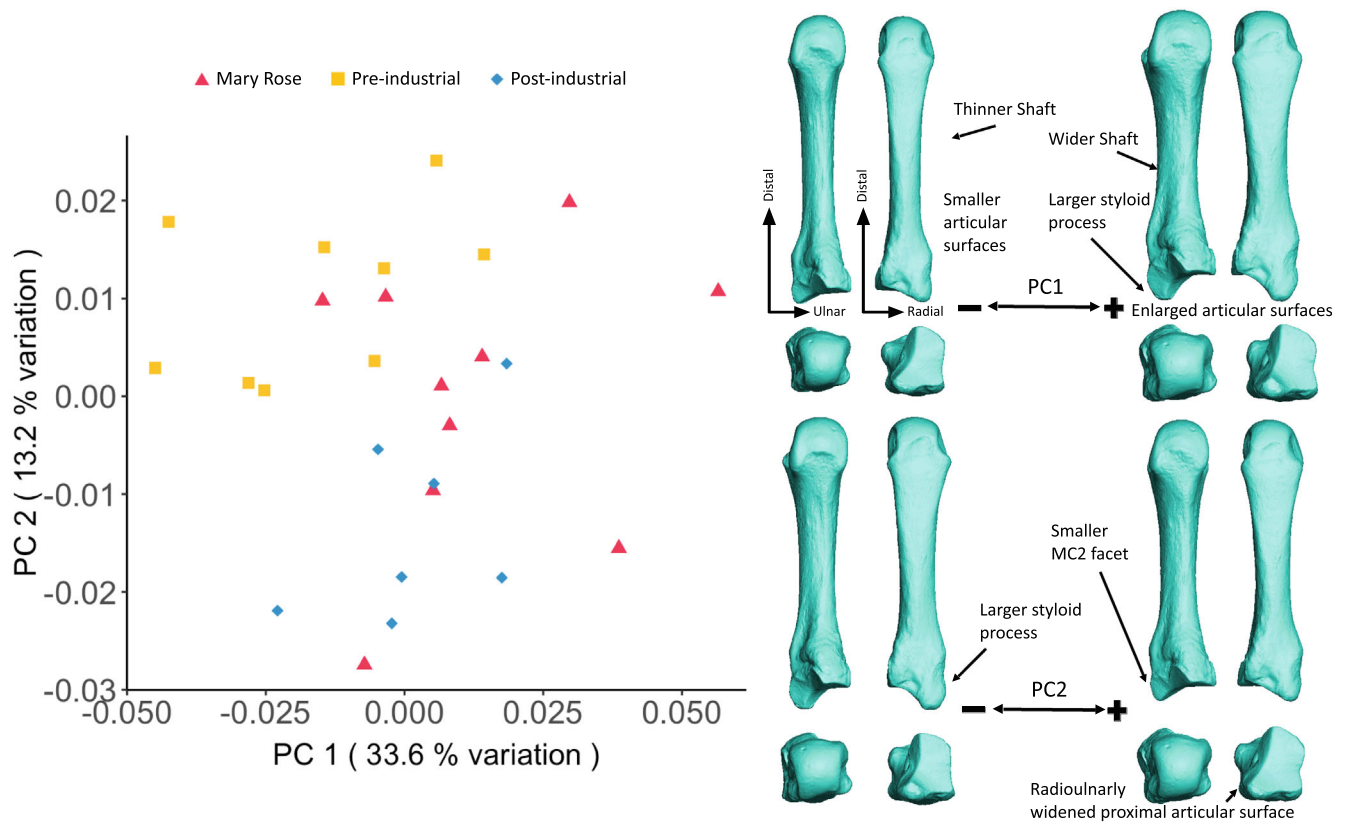 Mary Rose
Pre-industrial
Post-industrial
0.02
0.01
0.00
-0.01
-0.02
-0.03
PC 2 ( 13.2 % variation )
-0.050
-0.025
0.000
0.025
0.050
PC 1 ( 33.6 % variation )
Distal
Ulnar
Distal
Radial
Thinner Shaft
Smaller
articular
surfaces
Wider Shaft
Larger styloid
process
PC1
Enlarged articular surfaces
Larger styloid
process
Smaller
MC2 facet
PC2
Radioulnarly
widened proximal articular surface